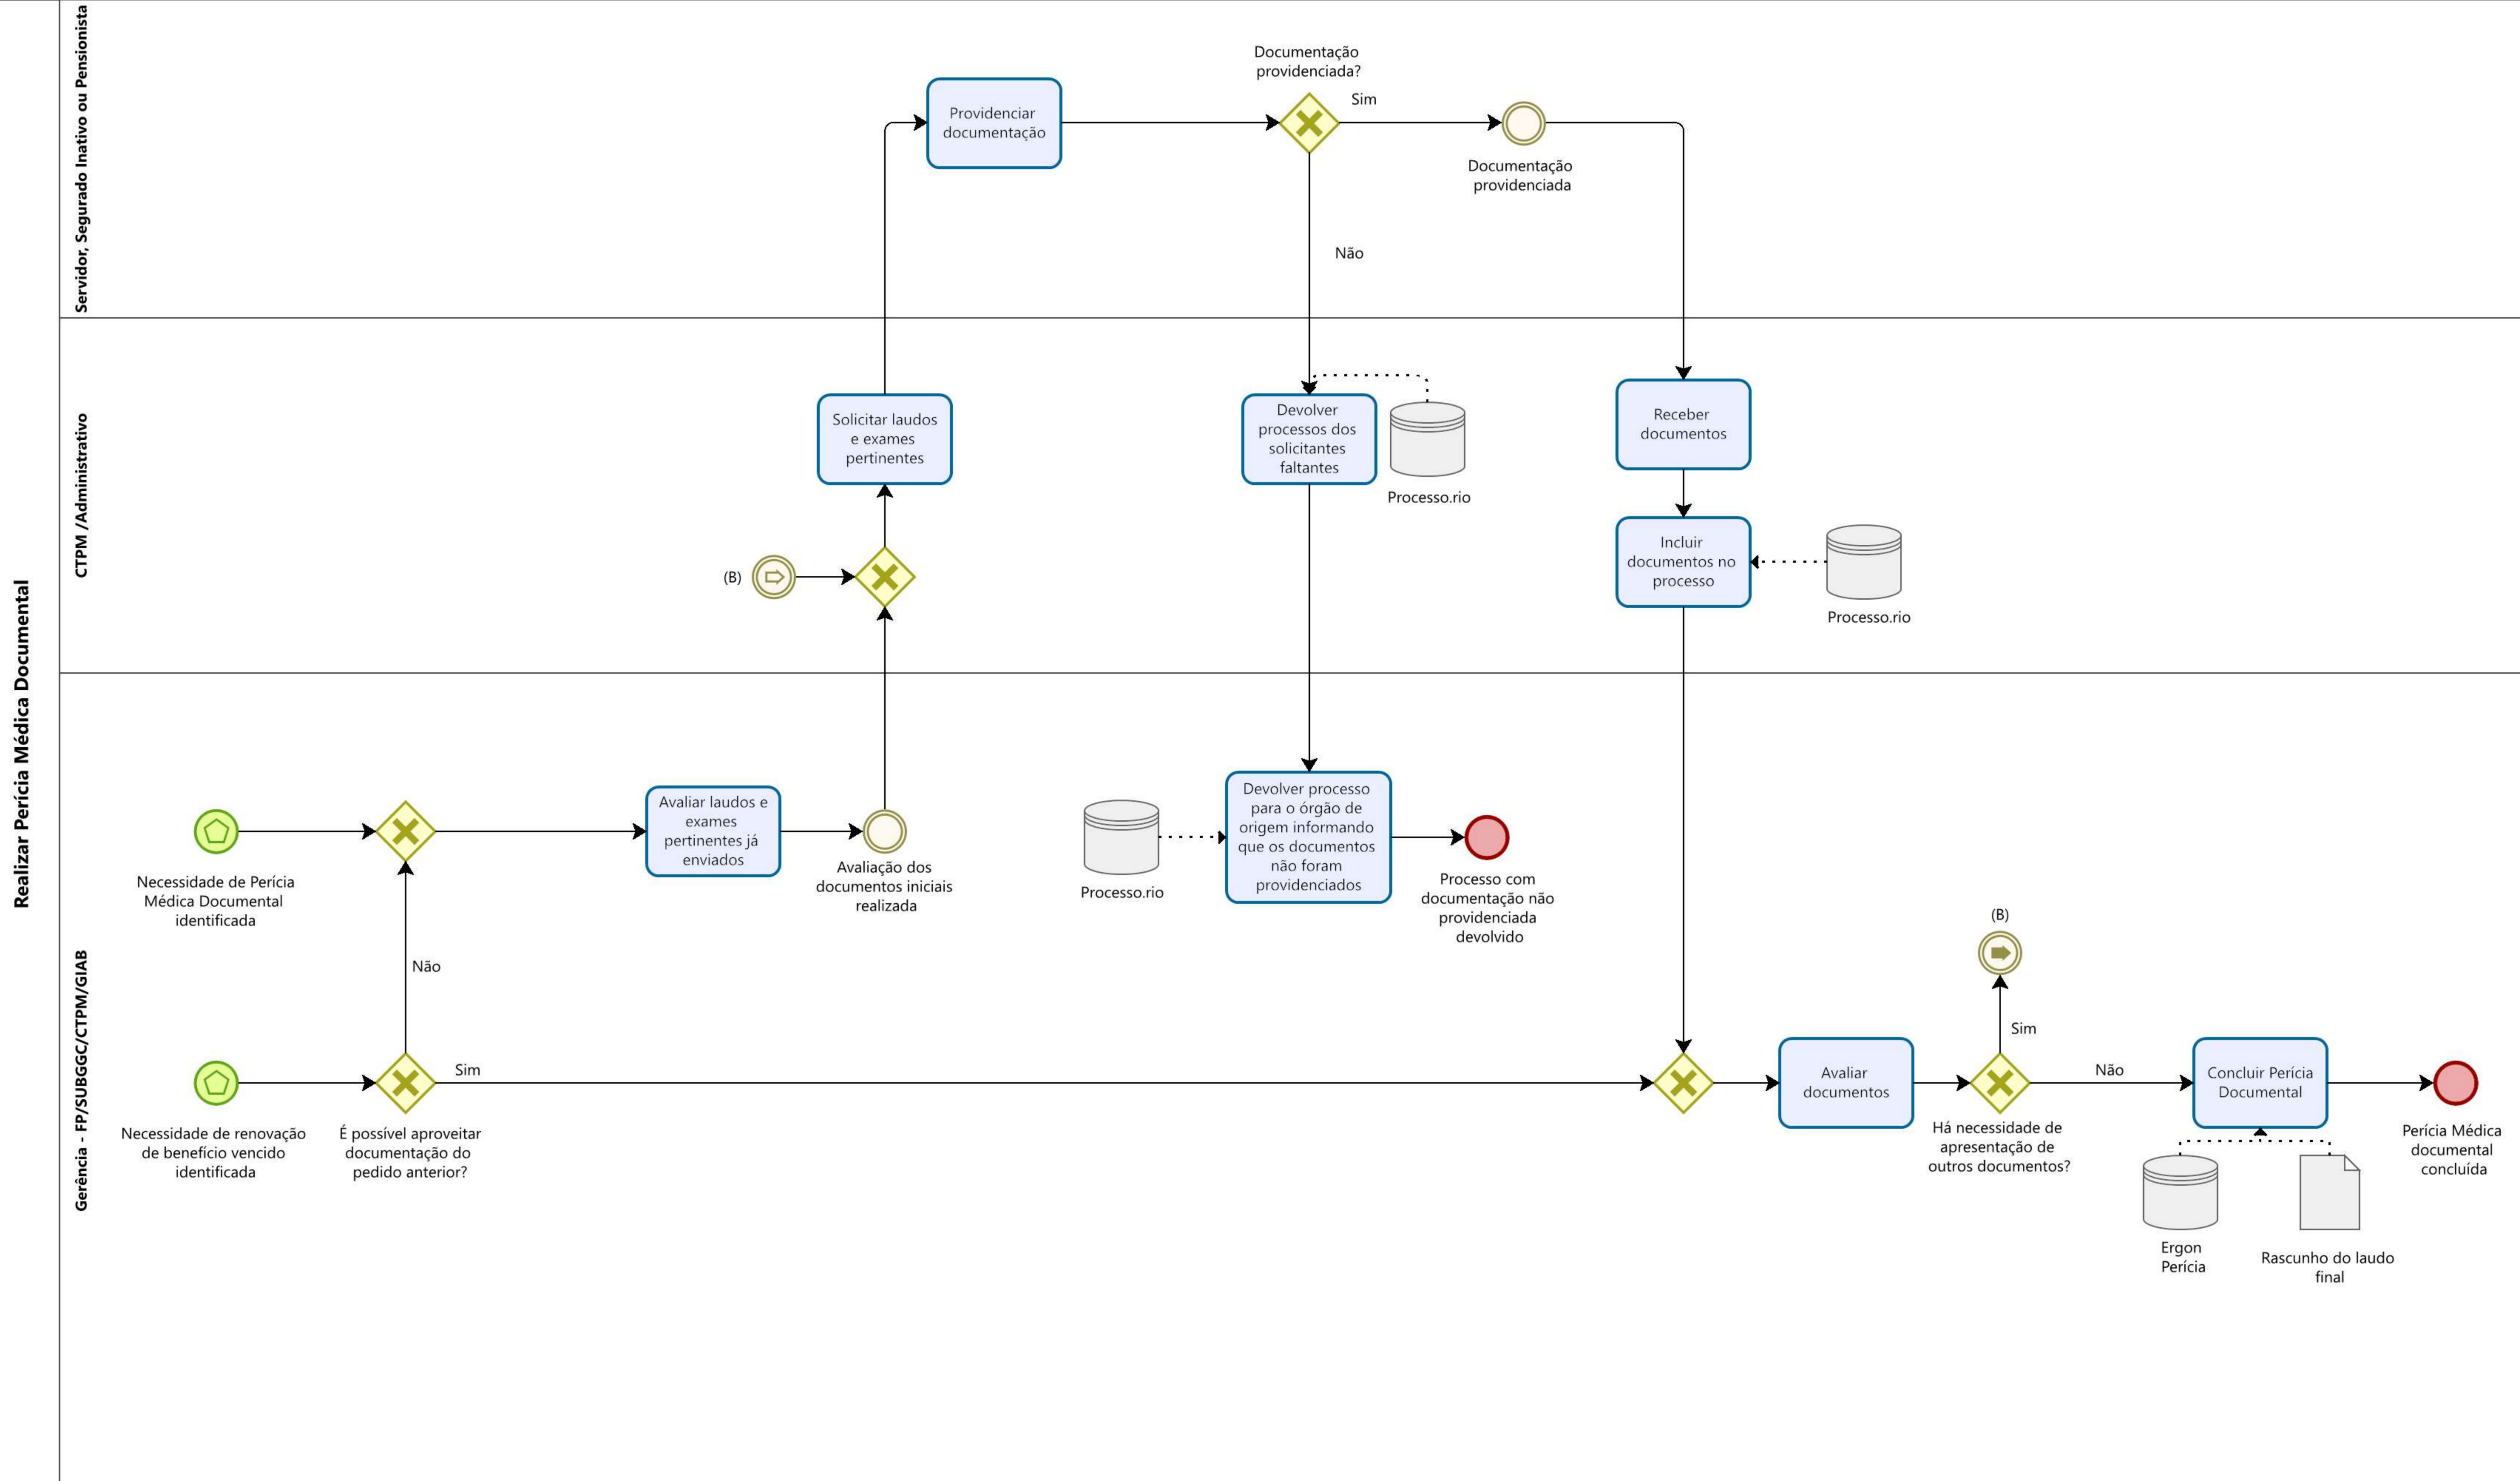 Realizar Perícia Médica Documental
Servidor, Segurado Inativo ou Pensionista
Providenciar
documentação
Documentação
providenciada?
Sim
Não
Documentação
providenciada
CTPM /Administrativo
Solicitar laudos
e exames
pertinentes
(B)
Devolver
processos dos
solicitantes
faltantes
Processo.rio
Receber
documentos
Incluir
documentos no
processo
Processo.rio
Gerência - FP/SUBGGC/CTPM/GIAB
Necessidade de Perícia
Médica Documental
identificada
Avaliar laudos e
exames
pertinentes já
enviados
Avaliação dos
documentos iniciais
realizada
Processo.rio
Devolver processo
para o órgão de
origem informando
que os documentos
não foram
providenciados
Processo com
documentação não
providenciada
devolvido
Não
Necessidade de renovação
de benefício vencido
identificada
É possível aproveitar
documentação do
pedido anterior?
Sim
Avaliar
documentos
(B)
Sim
Há necessidade de
apresentação de
outros documentos?
Não
Concluir Perícia
Documental
Ergon
Perícia
Rascunho do laudo
final
Perícia Médica
documental
concluída